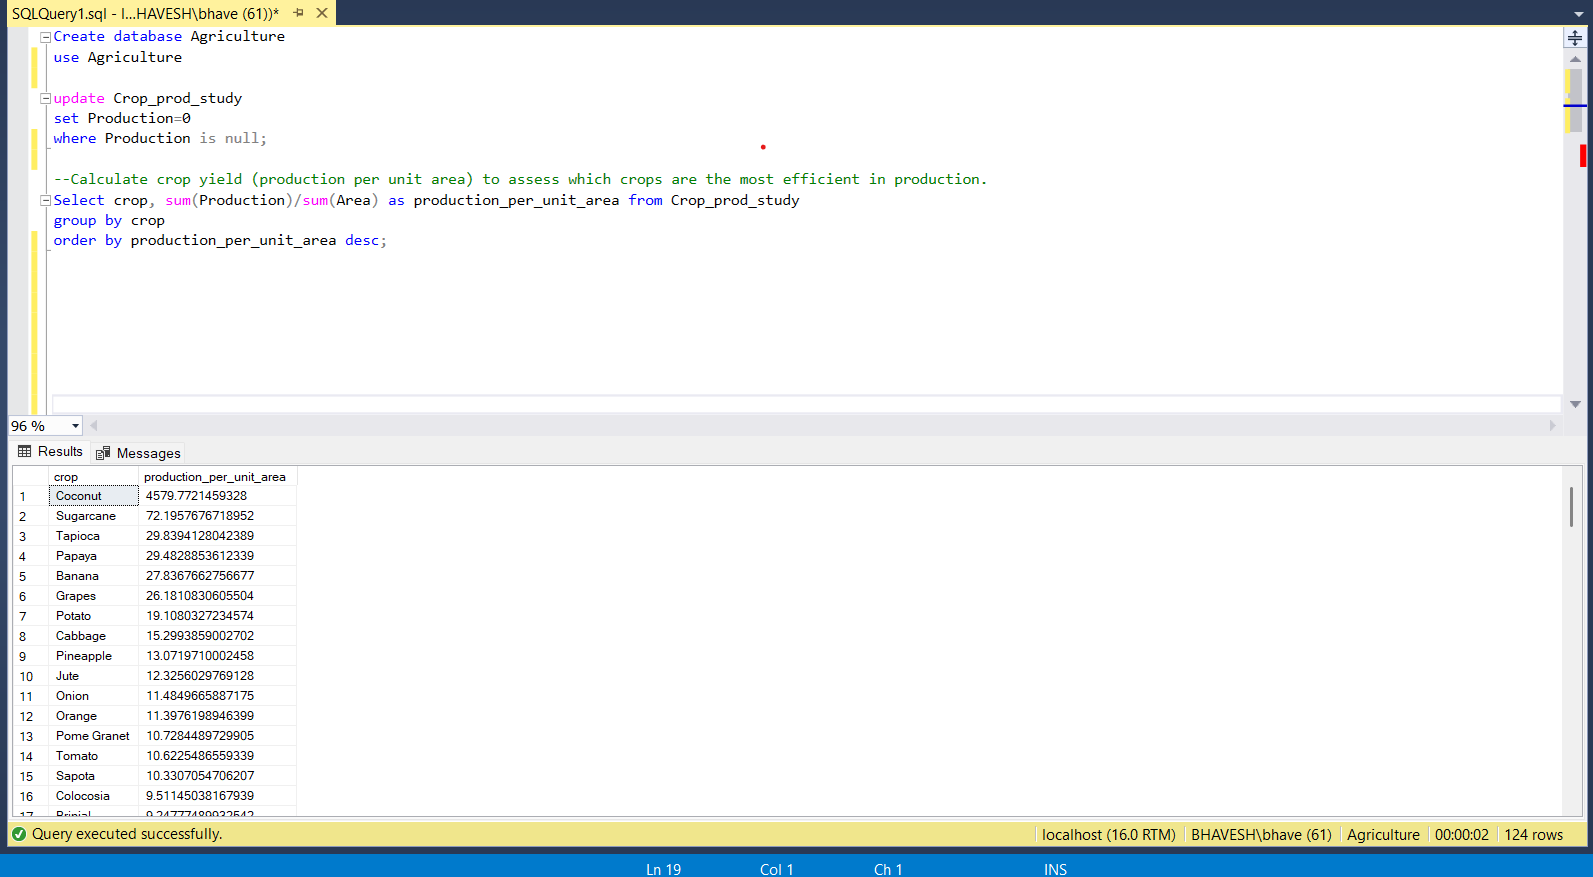 SQLQuery1.sql - l...HAVESH\bhave (61))*
Create database Agriculture
use Agriculture
update Crop_prod_study
set Production=0
where Production is null;
--Calculate crop yield (production per unit area) to assess which crops are the most efficient in production.
Select crop, sum(Production)/sum(Area) as production_per_unit_area from Crop_prod_study
group by crop
order by production_per_unit_area desc;
96 %
Results Messages
crop production_per_unit_area
1 Coconut 4579.7721459328
2 Sugarcane 72.1957676718952
3 Tapioca 29.8394128042389
4 Papaya 29.4828853612339
5 Banana 27.8367662756677
6 Grapes 26.1810830605504
7 Potato 19.1080327234574
8 Cabbage 15.2993859002702
9 Pineapple 13.0719710002458
10 Jute 12.3256029769128
11 Onion 11.4849665887175
12 Orange 11.3976198946399
13 Pome Granet 10.7284489729905
14 Tomato 10.6225486559339
15 Sapota 10.3307054706207
16 Colocosia 9.51145038167939
17 Brinjal 9.24777489932542
Query executed successfully. localhost (16.0 RTM) BHAVESH\bhave (61) Agriculture 00:00:02 124 rows
Ln 19 Col 1 Ch 1 INS